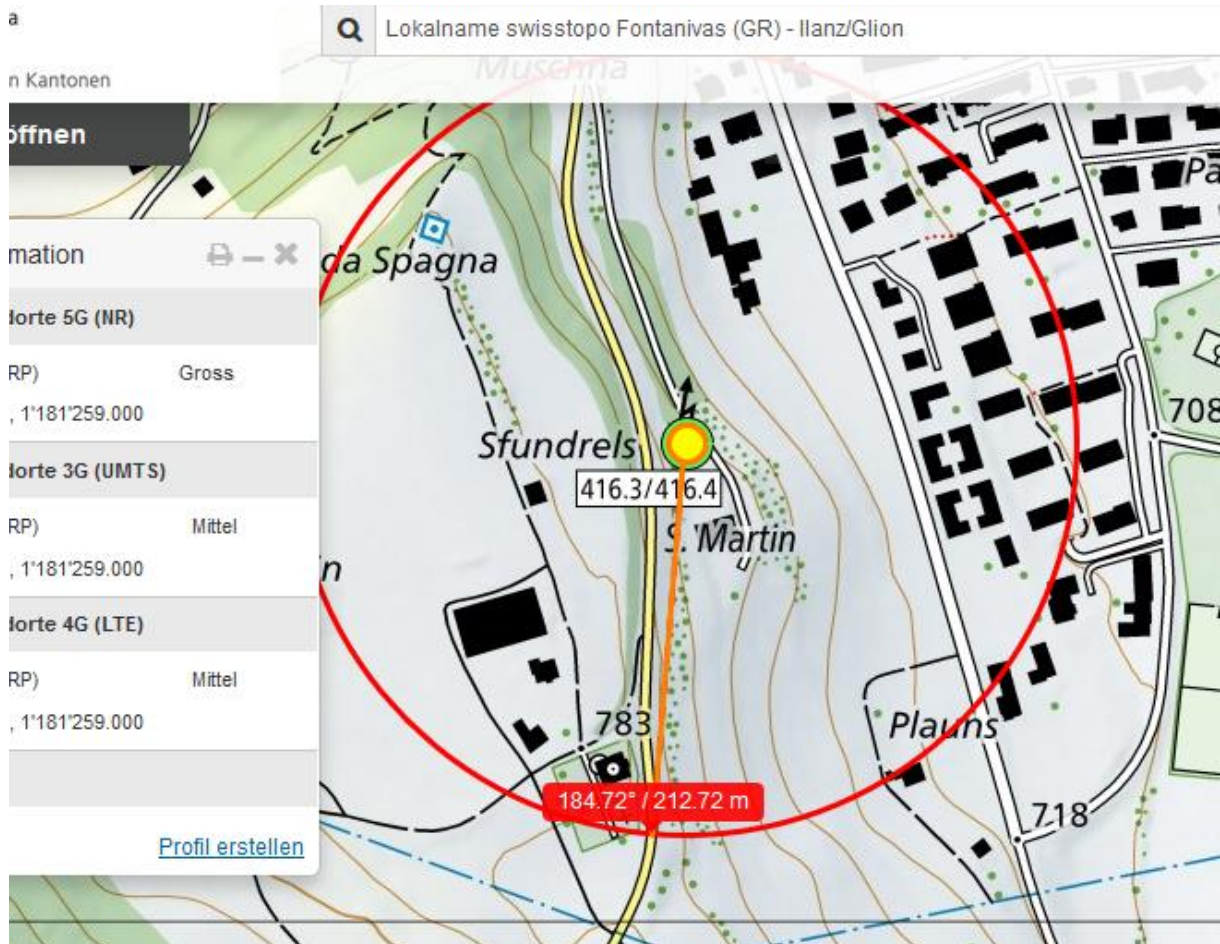 a
Lokalname swisstopo Fontanivas (GR) - Ilanz/Glion
n Kantonen
Muschna
öffnen
Pa
mation
da Spagna
dorte 5G (NR)
RP) Gross
, 1'181'259.000
708
dorte 3G (UMTS)
Sfundrels
416.3/416.4
RP) Mittel
S. Martin
, 1'181'259.000
n
dorte 4G (LTE)
RP) Mittel
, 1'181'259.000
783
Plauns
184.72° / 212.72 m
718
Profil erstellen